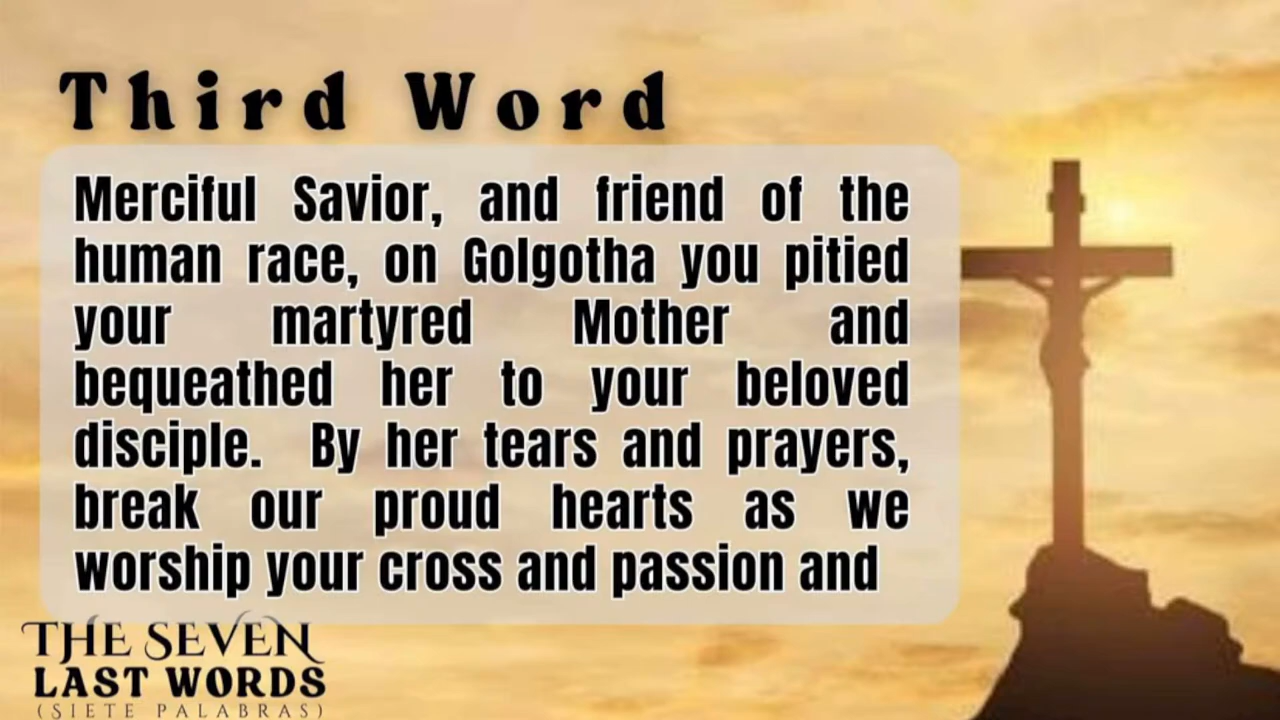 Third Word
Merciful Savior, and friend of the
human race, on Golgotha you pitied
your martyred Mother and
bequeathed her to your beloved
disciple. By her tears and prayers,
break our proud hearts as we
worship your cross and passion and
THE SEVEN
LAST WORDS
(SIETE PALABRAS)